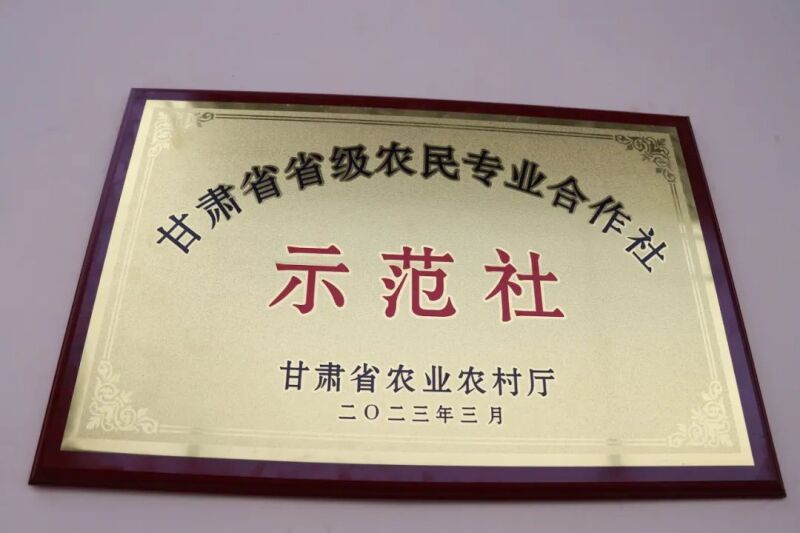 甘肃省省级农民专业合作社
示范社
甘肃省农业农村厅
二〇二三年三月